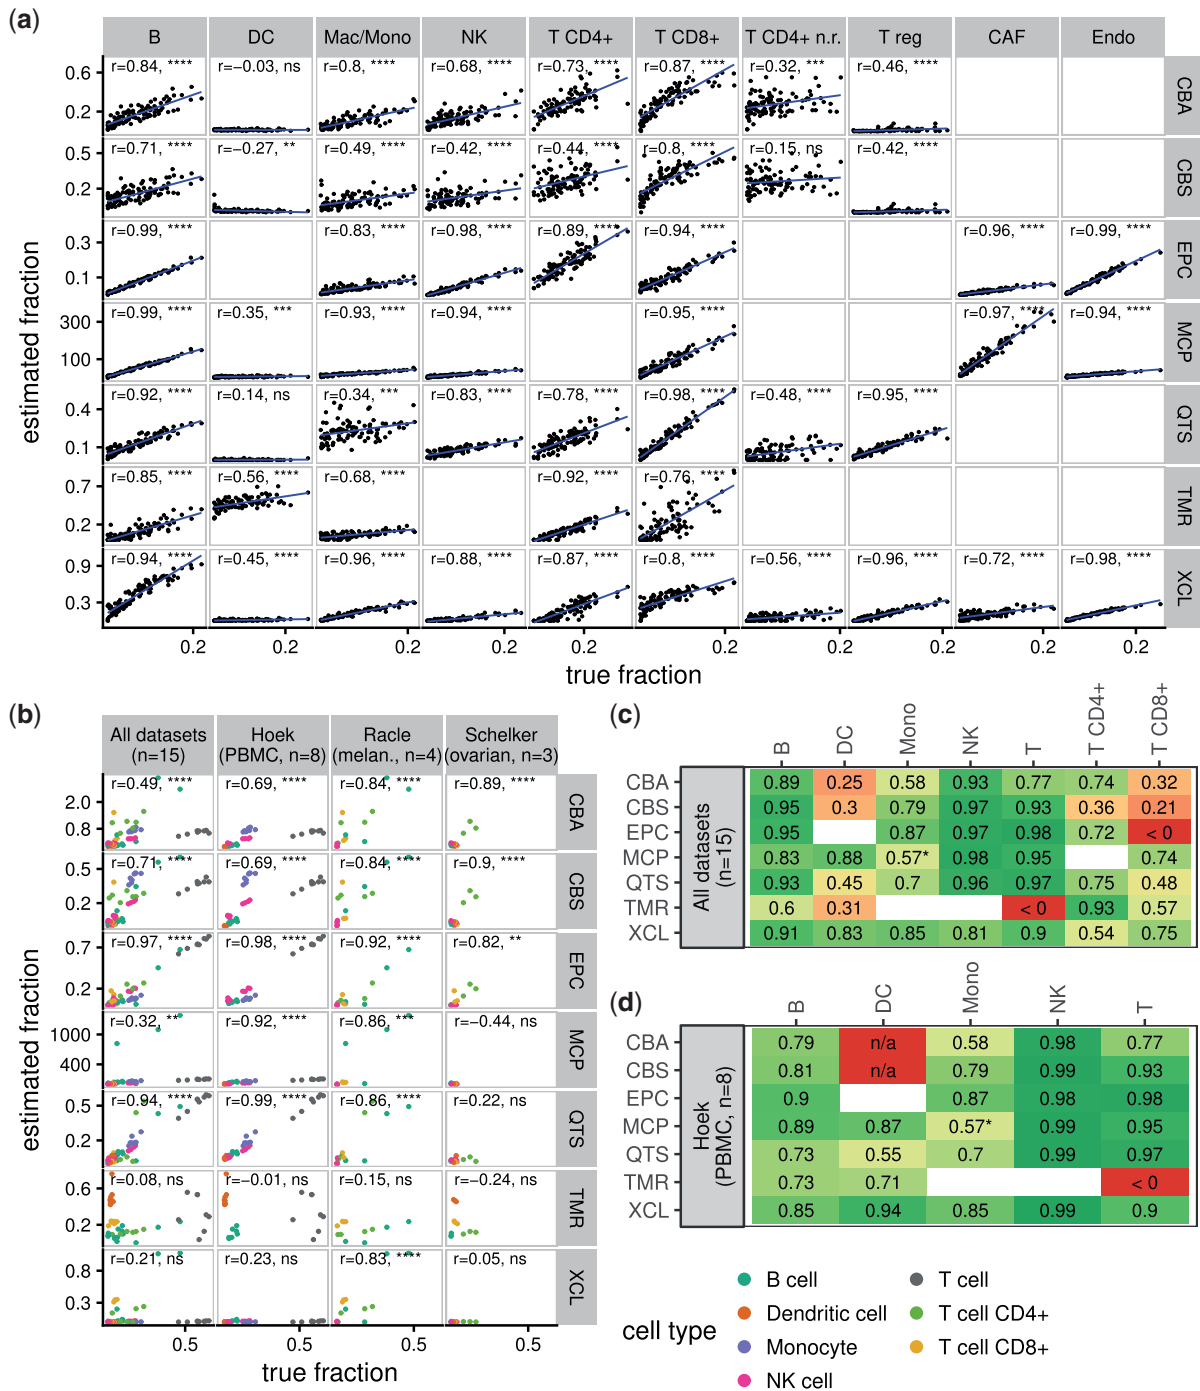 (a)
B DC Mac/Mono NK T CD4+ T CD8+ T CD4+ n.r. T reg CAF Endo
r=0.84, **** r=−0.03, ns r=0.8, **** r=0.68, **** r=0.73, **** r=0.87, **** r=0.32, *** r=0.46, ****
0.6
0.2
CBA
r=0.71, **** r=−0.27, ** r=0.49, **** r=0.42, **** r=0.44, **** r=0.8, **** r=0.15, ns r=0.42, ****
0.5
0.2
CBS
r=0.99, **** r=0.83, **** r=0.98, **** r=0.89, **** r=0.94, **** r=0.96, **** r=0.99, ****
0.3
0.1
EPC
r=0.99, **** r=0.35, *** r=0.93, **** r=0.94, **** r=0.95, **** r=0.97, **** r=0.94, ****
300
100
MCP
r=0.92, **** r=0.14, ns r=0.34, *** r=0.83, **** r=0.78, **** r=0.98, **** r=0.48, **** r=0.95, ****
0.4
0.1
QTS
r=0.85, **** r=0.56, **** r=0.68, **** r=0.92, **** r=0.76, ****
0.7
0.2
TMR
r=0.94, **** r=0.45, **** r=0.96, **** r=0.88, **** r=0.87, **** r=0.8, **** r=0.56, **** r=0.96, **** r=0.72, **** r=0.98, ****
0.9
0.3
XCL
estimated fraction
0.2 0.2 0.2 0.2 0.2 0.2 0.2 0.2 0.2 0.2
true fraction
(b)
All datasets
(n=15)
Hoek
(PBMC, n=8)
Racle
(melan., n=4)
Schelker
(ovarian, n=3)
r=0.49, **** r=0.69, **** r=0.84, **** r=0.89, ****
2.0
0.8
CBA
r=0.71, **** r=0.69, **** r=0.84, **** r=0.9, ****
0.5
0.2
CBS
r=0.97, **** r=0.98, **** r=0.92, **** r=0.82, **
0.7
0.2
EPC
r=0.32, ** r=0.92, **** r=0.86, *** r=−0.44, ns
1000
400
MCP
r=0.94, **** r=0.99, **** r=0.86, **** r=0.22, ns
0.5
0.2
QTS
r=0.08, ns r=−0.01, ns r=0.15, ns r=−0.24, ns
0.6
0.2
TMR
r=0.21, ns r=0.23, ns r=0.83, **** r=0.05, ns
0.8
0.3
XCL
estimated fraction
0.5 0.5 0.5 0.5
true fraction
(c)
B DC Mono NK T T CD4+ T CD8+
CBA 0.89 0.25 0.58 0.93 0.77 0.74 0.32
CBS 0.95 0.3 0.79 0.97 0.93 0.36 0.21
EPC 0.95 0.87 0.97 0.98 0.72 < 0
MCP 0.83 0.88 0.57* 0.98 0.95 0.74
QTS 0.93 0.45 0.7 0.96 0.97 0.75 0.48
TMR 0.6 0.31 < 0 0.93 0.57
XCL 0.91 0.83 0.85 0.81 0.9 0.54 0.75
All datasets
(n=15)
(d)
B DC Mono NK T
CBA 0.79 n/a 0.58 0.98 0.77
CBS 0.81 n/a 0.79 0.99 0.93
EPC 0.9 0.87 0.98 0.98
MCP 0.89 0.87 0.57* 0.99 0.95
QTS 0.73 0.55 0.7 0.99 0.97
TMR 0.73 0.71 < 0
XCL 0.85 0.94 0.85 0.99 0.9
Hoek
(PBMC, n=8)
cell type
B cell
Dendritic cell
Monocyte
NK cell
T cell
T cell CD4+
T cell CD8+